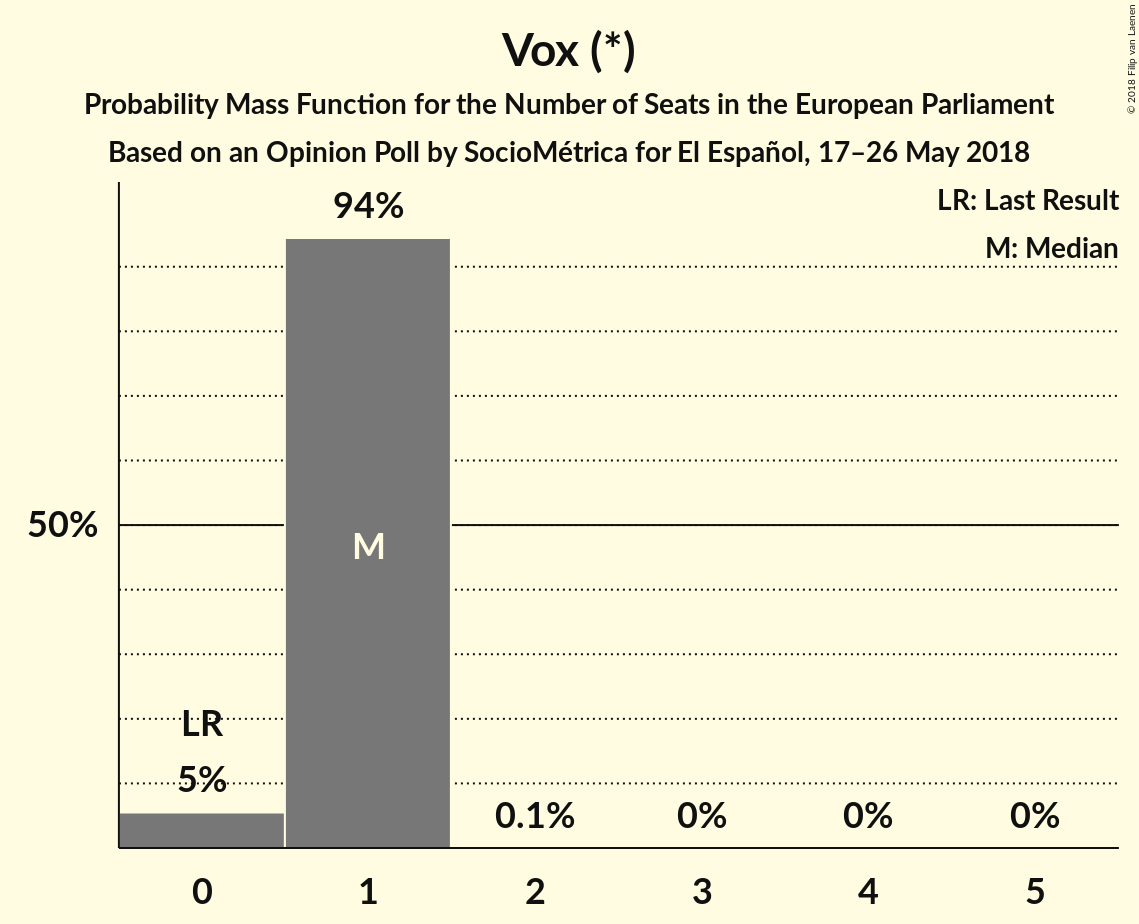 Vox (*)
Probability Mass Function for the Number of Seats in the European Parliament
Based on an Opinion Poll by SocioMétrica for El Español, 17–26 May 2018
© 2018 Filip van Laenen
LR: Last Result
M: Median
94%
50%
M
LR
5%
0.1%
0%
0%
0%
0
1
2
3
4
5